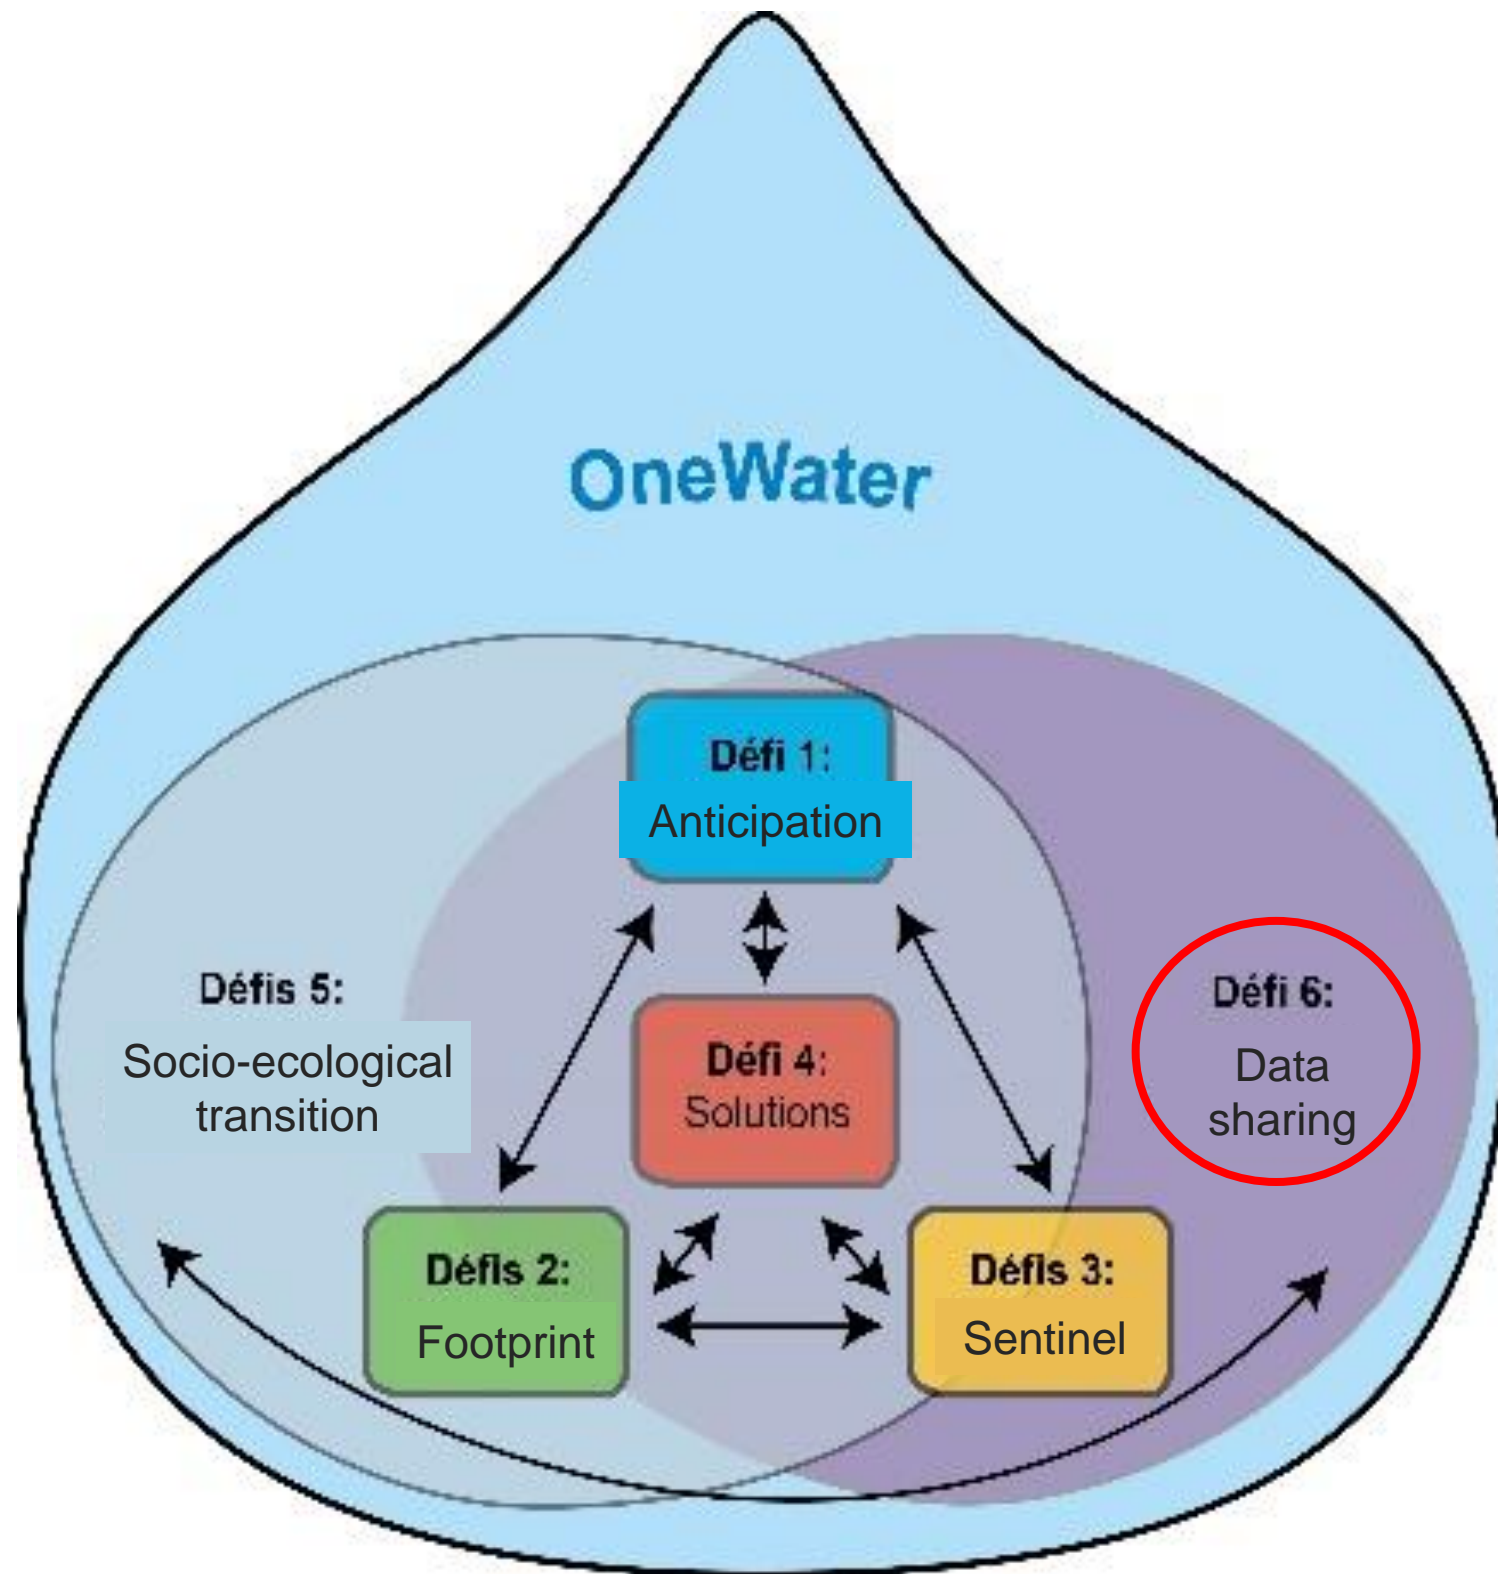 OneWater
Défi 1:
Anticipation
Défis 5:
Socio-ecological
transition
Défi 4:
Solutions
Défi 6:
Data
sharing
Défis 2:
Footprint
Défis 3:
Sentinel